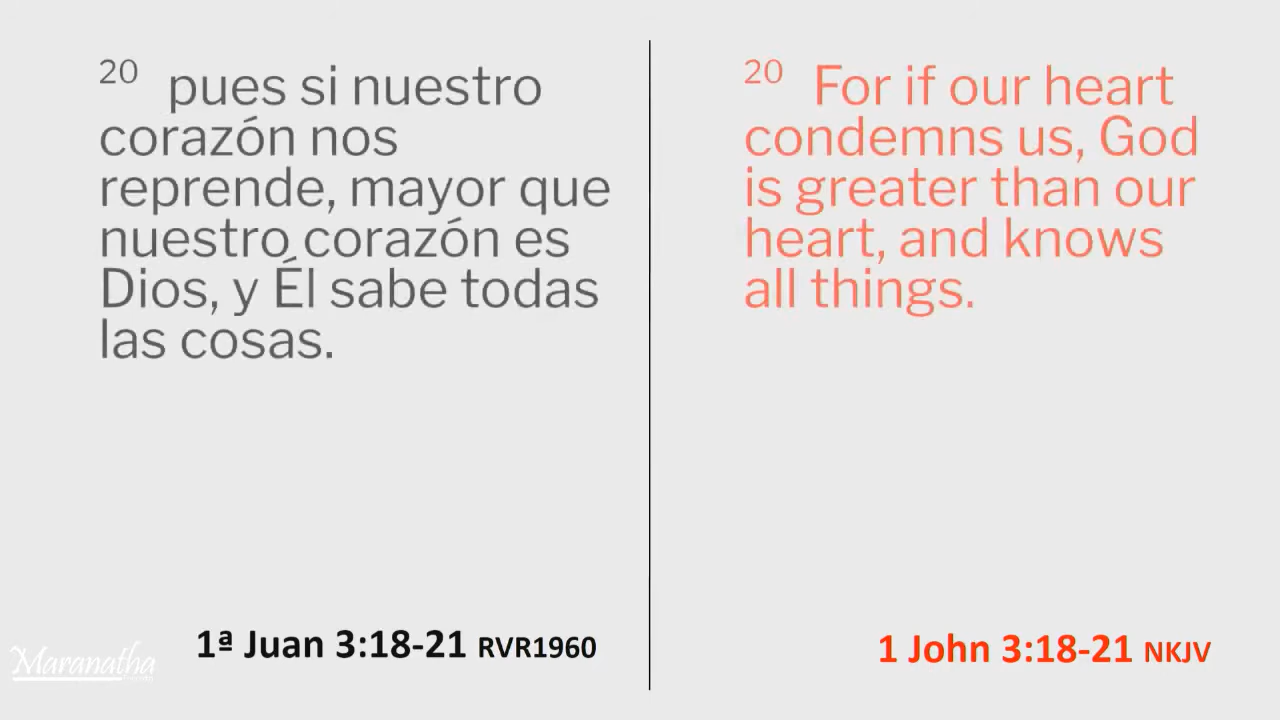 20 pues si nuestro
corazón nos
reprende, mayor que
nuestro corazón es
Dios, y Él sabe todas
las cosas.
1ª Juan 3:18-21 RVR1960
20 For if our heart
condemns us, God
is greater than our
heart, and knows
all things.
1 John 3:18-21 NKJV
Maranatha